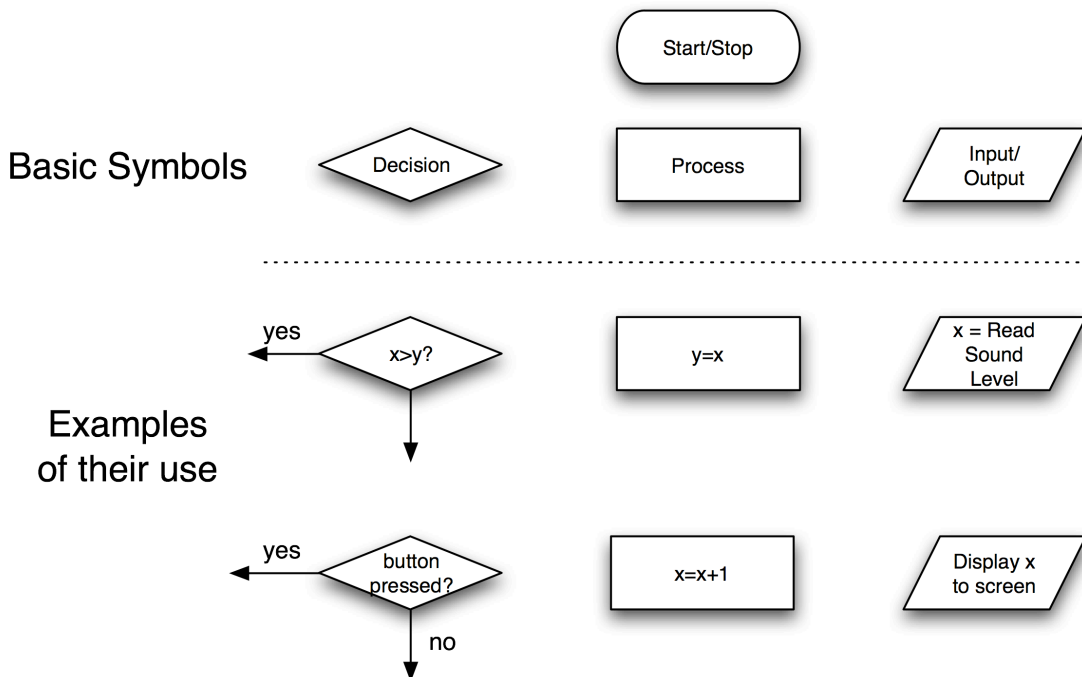 Start/Stop
Basic Symbols
Decision
Process
Input/
Output
yes
x>y?
y=x
x = Read
Sound
Level
Examples
of their use
yes
button
pressed?
no
x=x+1
Display x
to screen